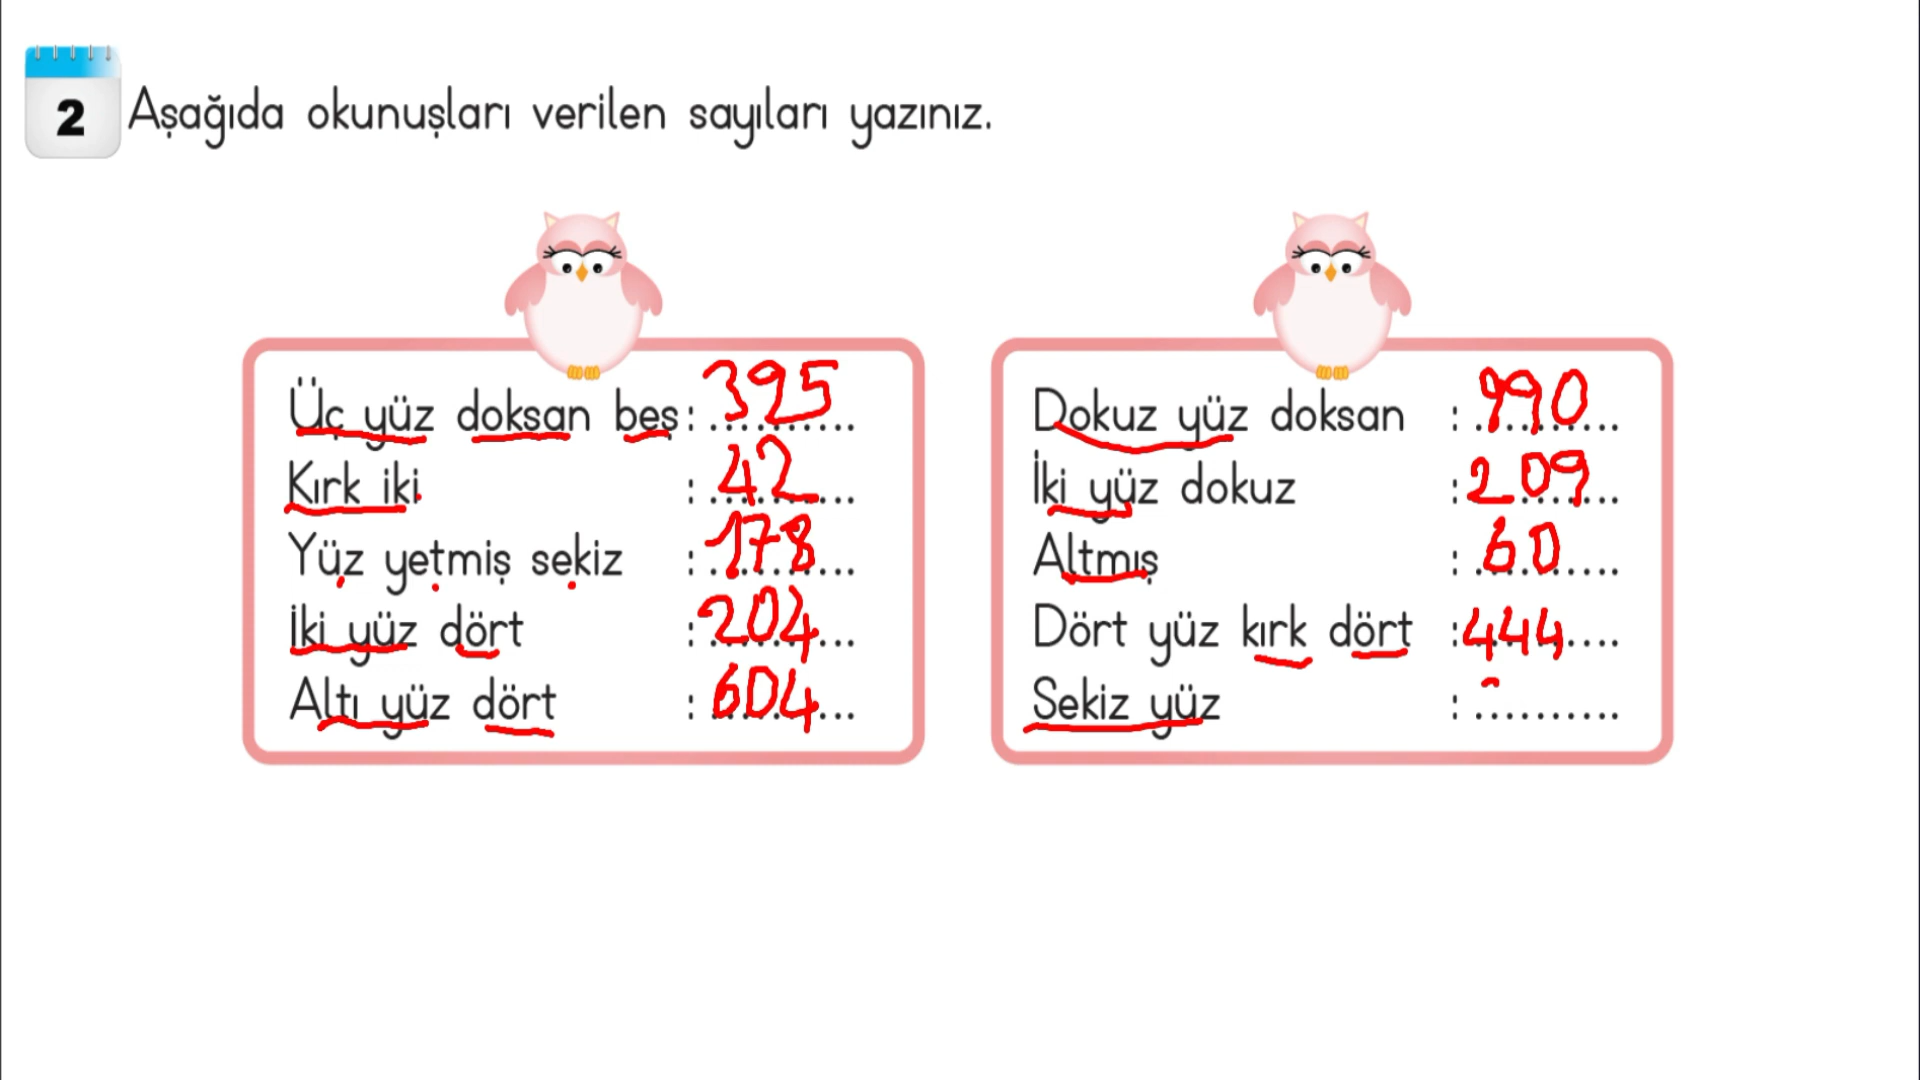 2 Aşağıda okunuşları verilen sayıları yazınız.
Üç yüz doksan beş : 395
Kırk iki : 42
Yüz yetmiş sekiz : 178
İki yüz dört : 204
Altı yüz dört : 604
Dokuz yüz doksan : 990
İki yüz dokuz : 209
Altmış : 60
Dört yüz kırk dört : 444
Sekiz yüz : ..........